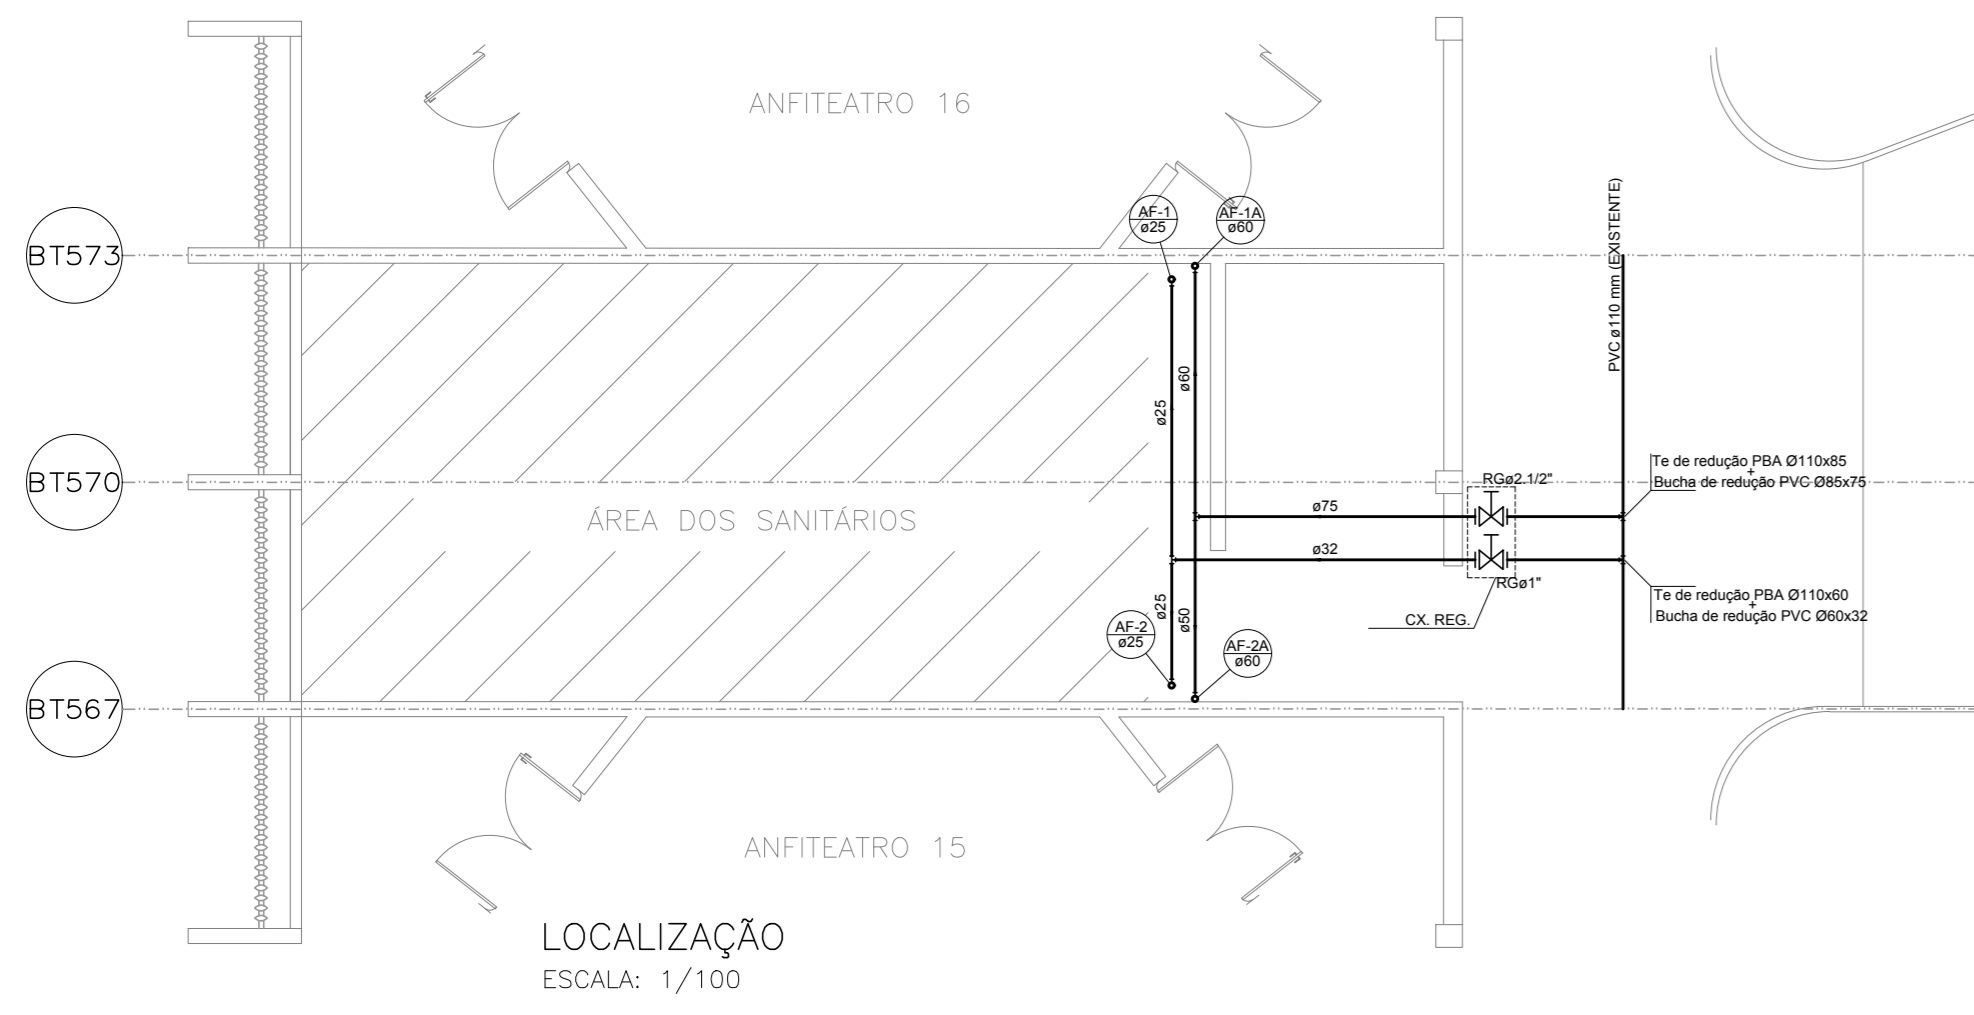 ANFITEATRO 16
AF-1
ø25
AF-1A
ø60
BT573
PVC ø110 mm (EXISTENTE)
ø60
ø25
BT570
Te de redução PBA Ø110x85
+
Bucha de redução PVC Ø85x75
RGø2.1/2"
ÁREA DOS SANITÁRIOS
ø75
ø32
RGø1"
Te de redução PBA Ø110x60
+
Bucha de redução PVC Ø60x32
CX. REG.
ø25
ø50
AF-2
ø25
AF-2A
ø60
BT567
ANFITEATRO 15
LOCALIZAÇÃO
ESCALA: 1/100